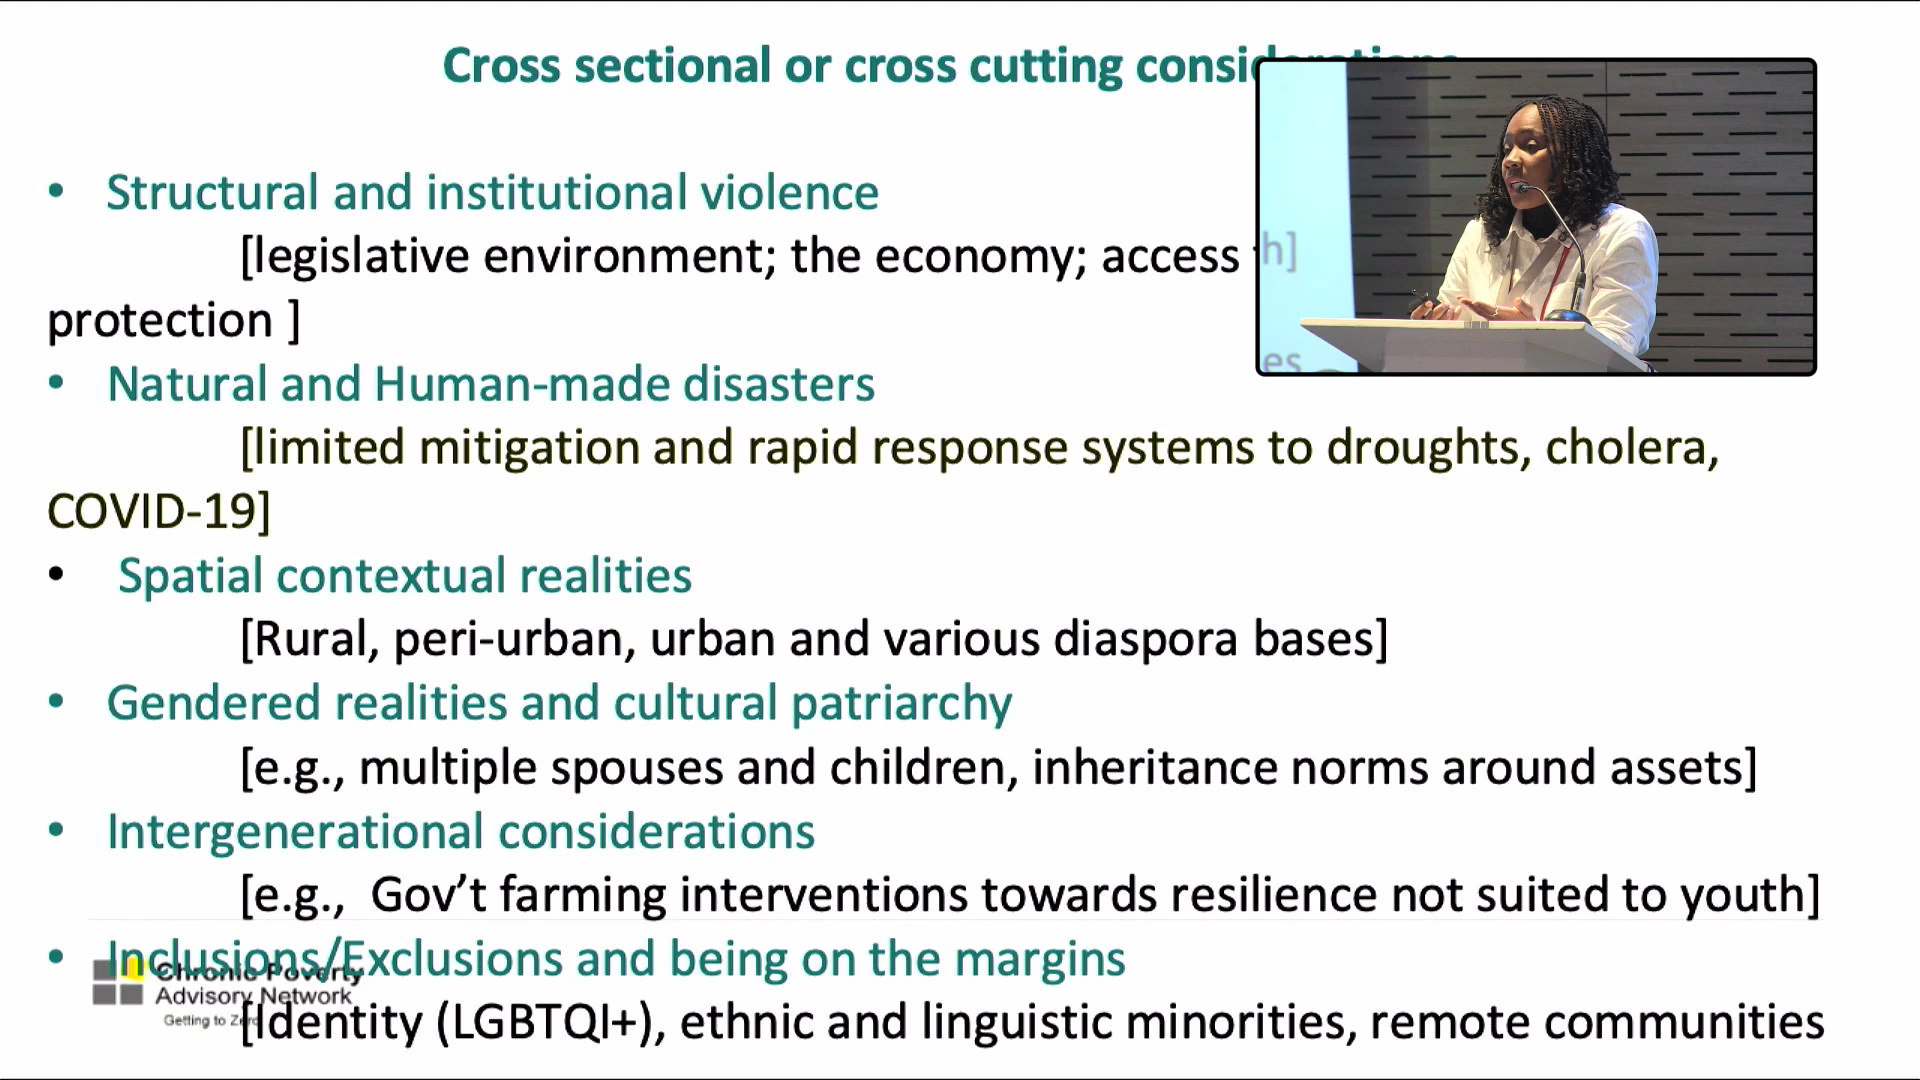 Cross sectional or cross cutting considerations
• Structural and institutional violence
[legislative environment; the economy; access
protection ]
• Natural and Human-made disasters
[limited mitigation and rapid response systems to droughts, cholera,
COVID-19]
• Spatial contextual realities
[Rural, peri-urban, urban and various diaspora bases]
• Gendered realities and cultural patriarchy
[e.g., multiple spouses and children, inheritance norms around assets]
• Intergenerational considerations
[e.g., Gov't farming interventions towards resilience not suited to youth]
• Inclusions/Exclusions and being on the margins
[Identity (LGBTQI+), ethnic and linguistic minorities, remote communities
Chronic Poverty
Advisory Network
Getting to Zero
h]
es